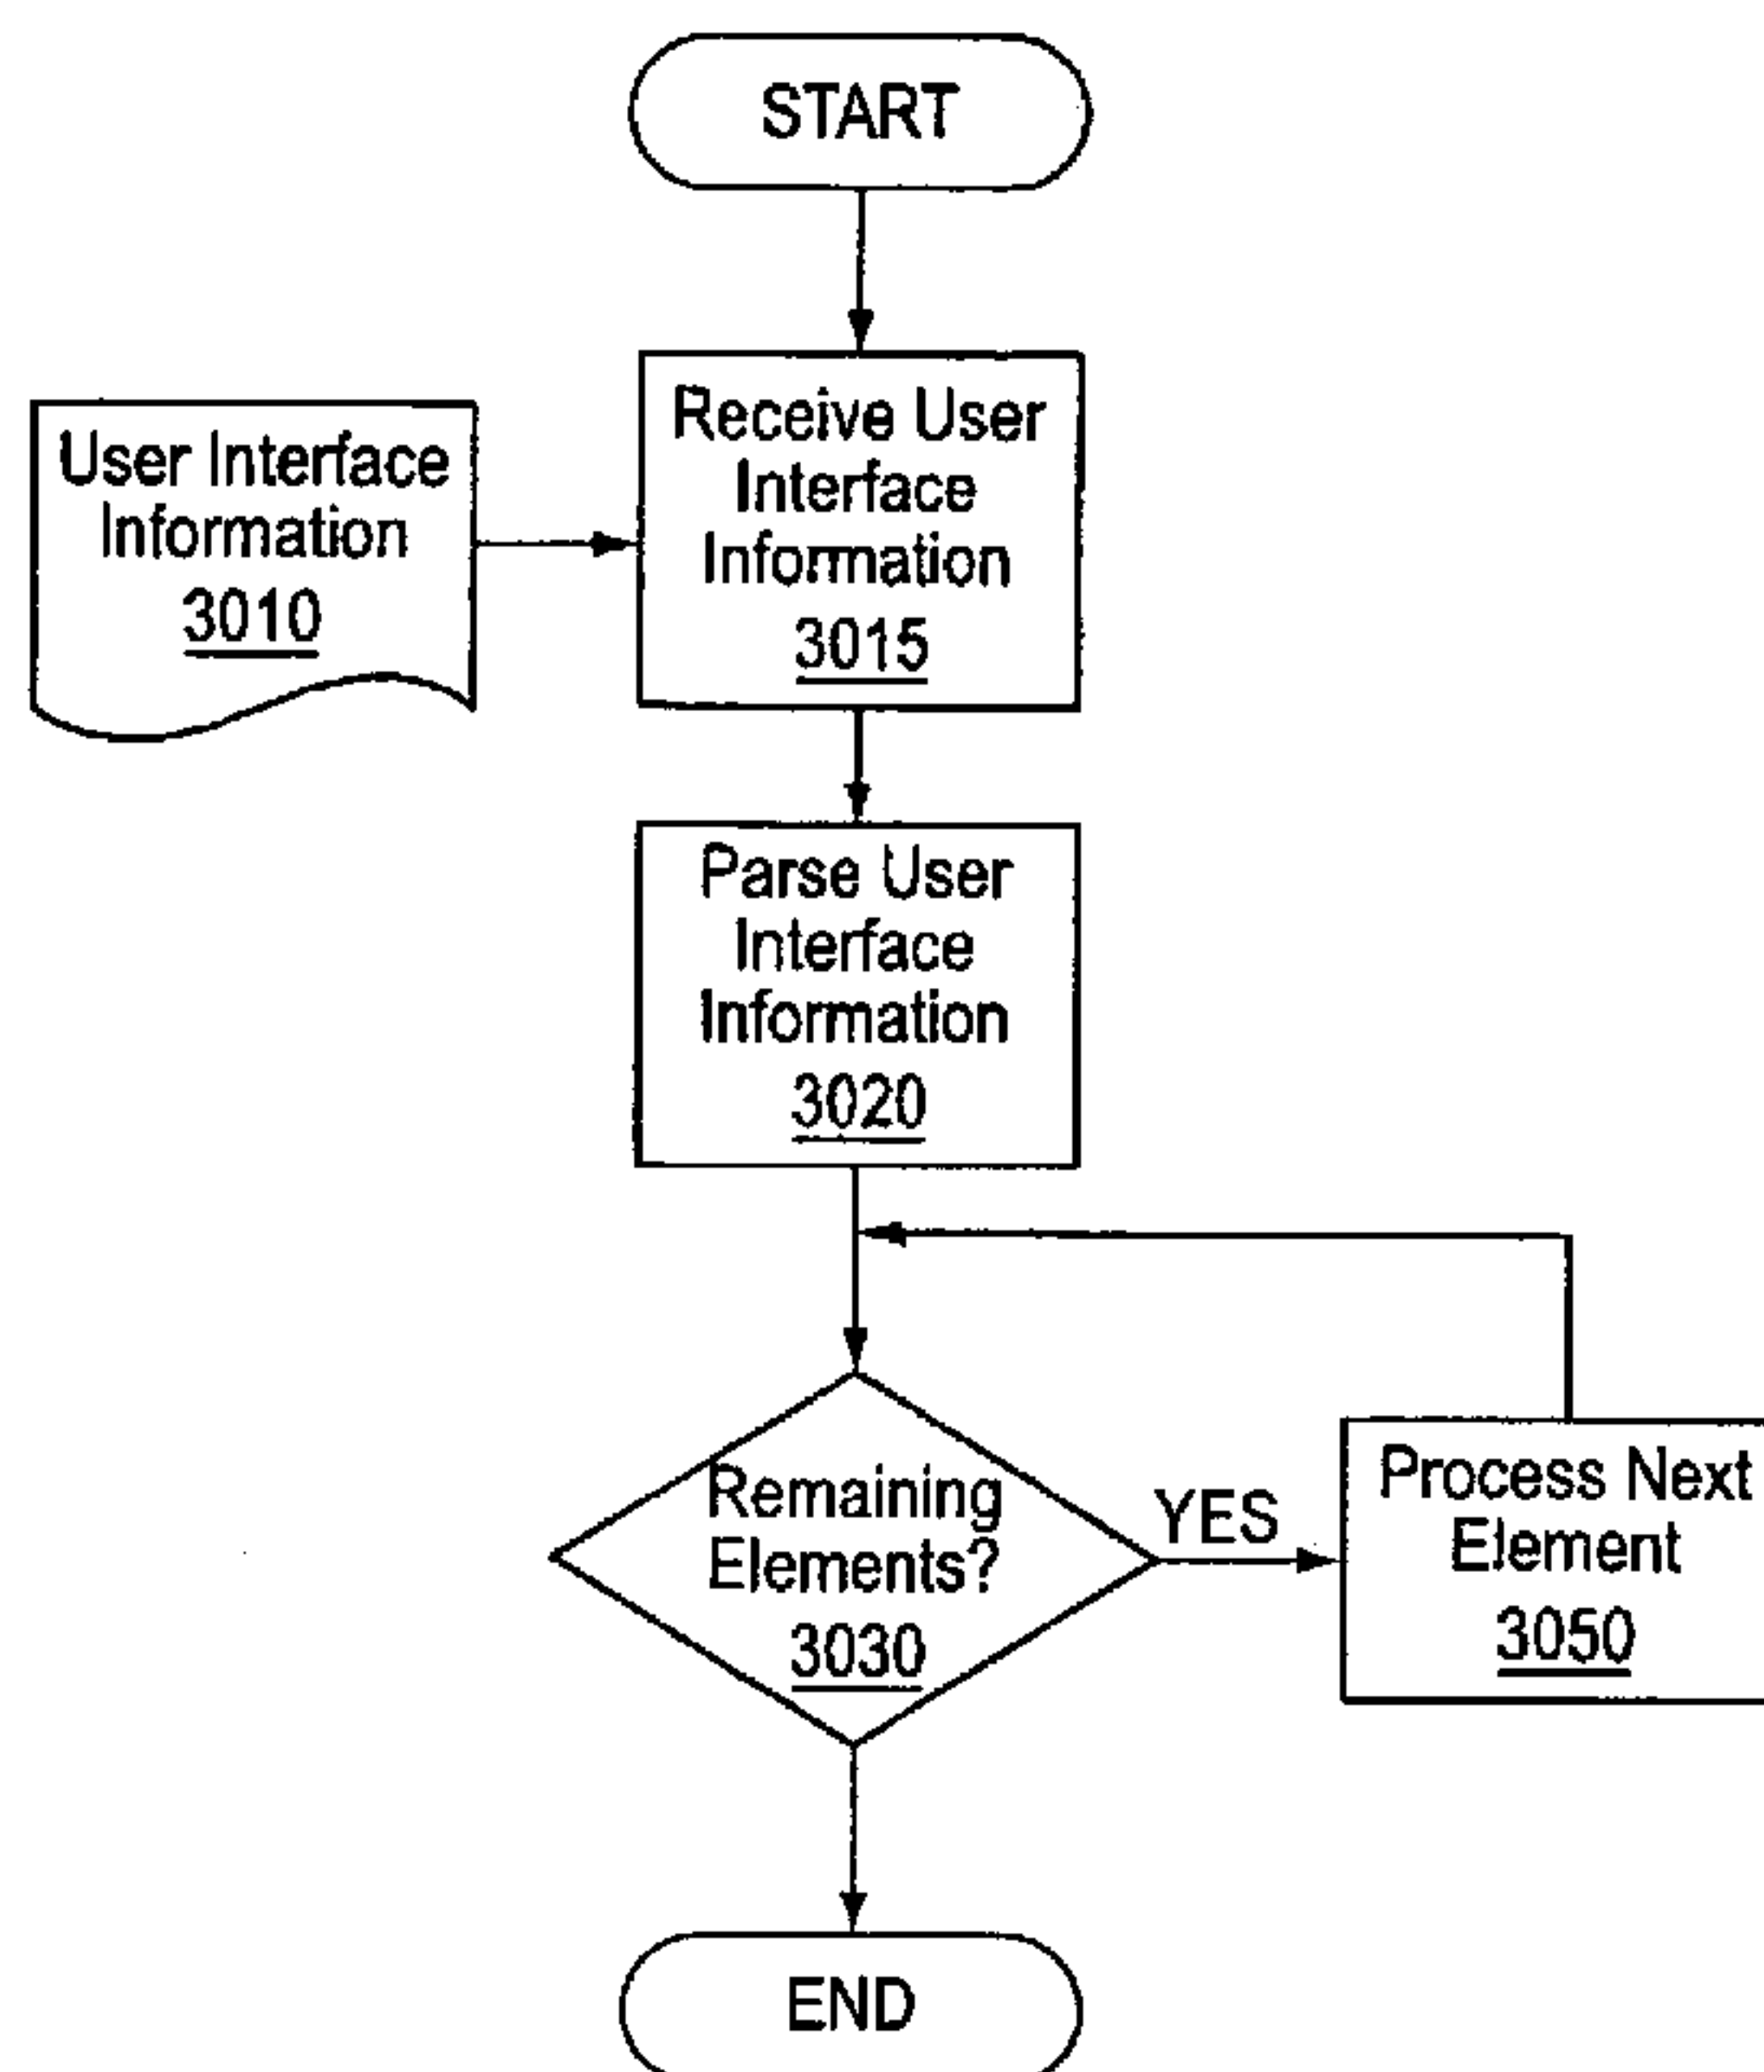 START
User Interface
Information
3010
Receive User
Interface
Information
3015
Parse User
Interface
Information
3020
Remaining
Elements?
3030
YES
Process Next
Element
3050
END